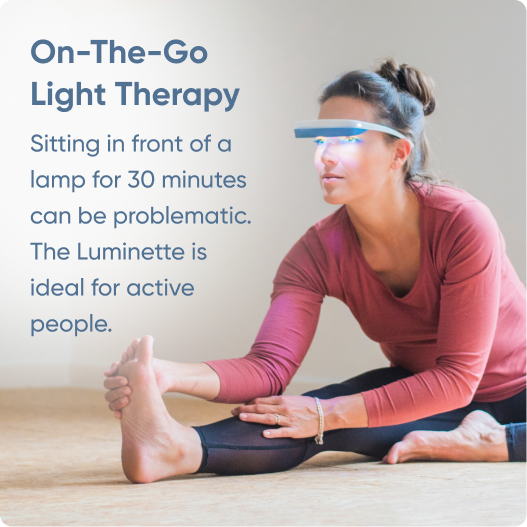 On-The-Go
Light Therapy
Sitting in front of a
lamp for 30 minutes
can be problematic.
The Luminette is
ideal for active
people.